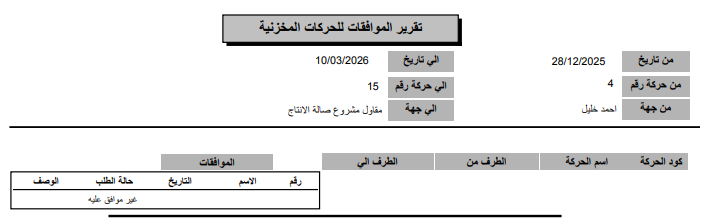 تقرير الموافقات للحركات المخزنية
من تاريخ 28/12/2025 الي تاريخ 10/03/2026
من حركة رقم 4 الي حركة رقم 15
من جهة احمد خليل الي جهة مقاول مشروع صالة الانتاج
كود الحركة اسم الحركة الطرف من الطرف الي الموافقات
رقم الاسم التاريخ حالة الطلب الوصف
غير موافق عليه